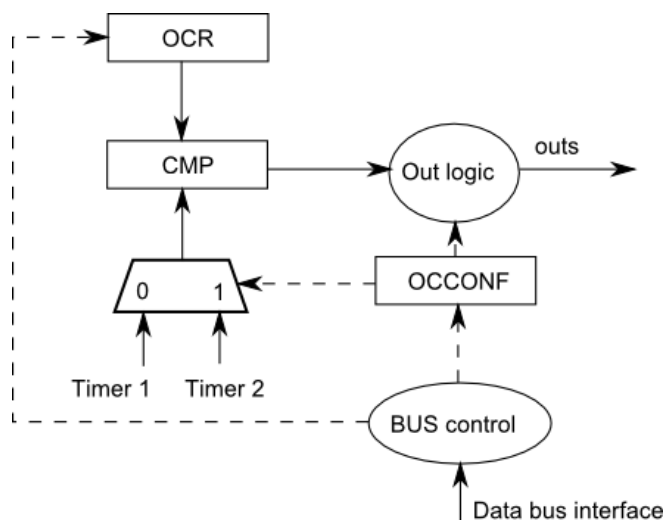 OCR
CMP
Out logic
outs
0
1
OCCONF
Timer 1
Timer 2
BUS control
Data bus interface